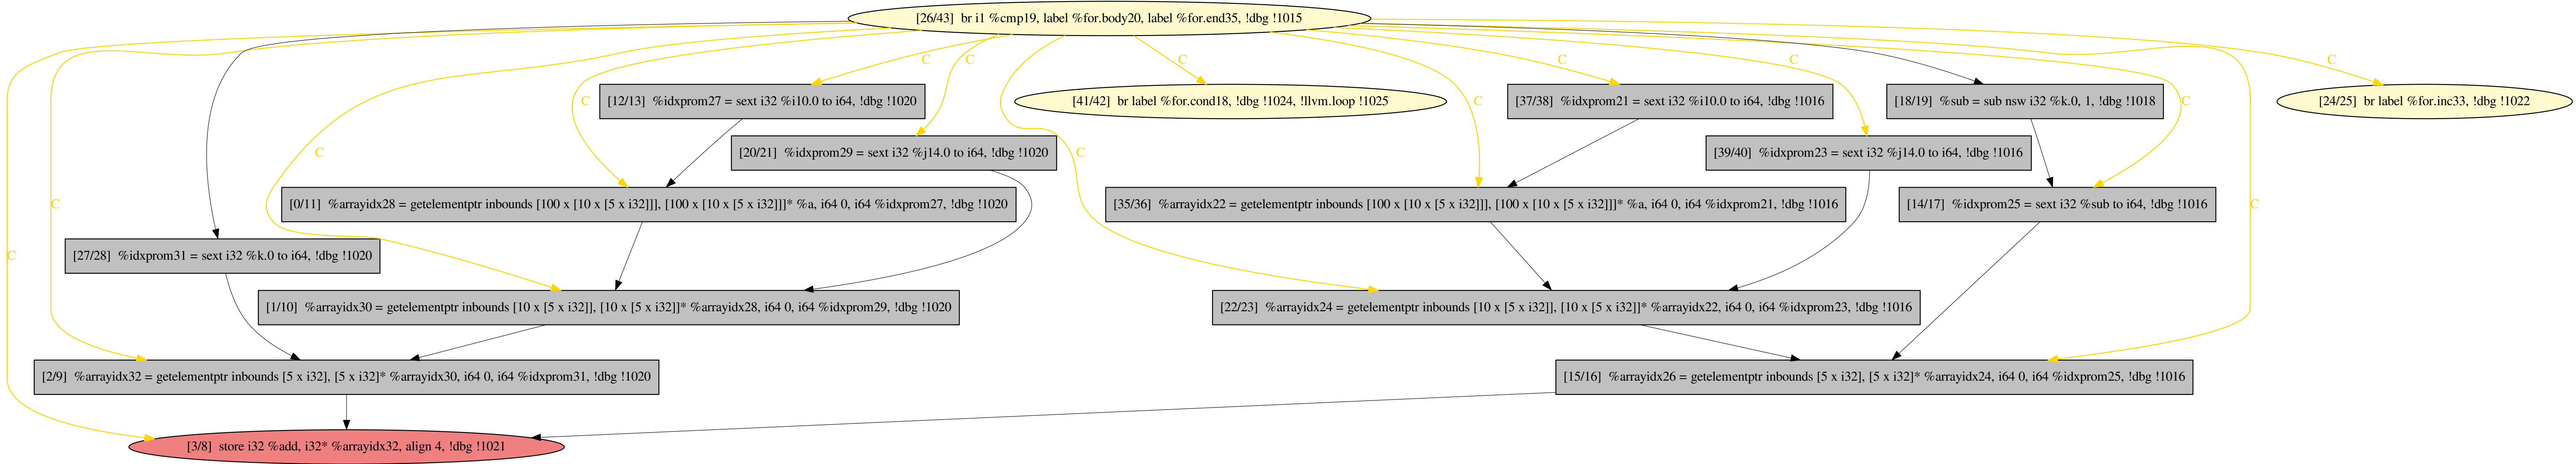 [26/43] br i1 %cmp19, label %for.body20, label %for.end35, !dbg !1015
C
C
C
C
C
C
C
[12/13] %idxprom27 = sext i32 %i10.0 to i64, !dbg !1020
C
[41/42] br label %for.cond18, !dbg !1024, !llvm.loop !1025
C
[37/38] %idxprom21 = sext i32 %i10.0 to i64, !dbg !1016
[18/19] %sub = sub nsw i32 %k.0, 1, !dbg !1018
C
[24/25] br label %for.inc33, !dbg !1022
C
[20/21] %idxprom29 = sext i32 %j14.0 to i64, !dbg !1020
C
[39/40] %idxprom23 = sext i32 %j14.0 to i64, !dbg !1016
C
[0/11] %arrayidx28 = getelementptr inbounds [100 x [10 x [5 x i32]]], [100 x [10 x [5 x i32]]]* %a, i64 0, i64 %idxprom27, !dbg !1020
[35/36] %arrayidx22 = getelementptr inbounds [100 x [10 x [5 x i32]]], [100 x [10 x [5 x i32]]]* %a, i64 0, i64 %idxprom21, !dbg !1016
[14/17] %idxprom25 = sext i32 %sub to i64, !dbg !1016
C
C
[27/28] %idxprom31 = sext i32 %k.0 to i64, !dbg !1020
[1/10] %arrayidx30 = getelementptr inbounds [10 x [5 x i32]], [10 x [5 x i32]]* %arrayidx28, i64 0, i64 %idxprom29, !dbg !1020
[22/23] %arrayidx24 = getelementptr inbounds [10 x [5 x i32]], [10 x [5 x i32]]* %arrayidx22, i64 0, i64 %idxprom23, !dbg !1016
[2/9] %arrayidx32 = getelementptr inbounds [5 x i32], [5 x i32]* %arrayidx30, i64 0, i64 %idxprom31, !dbg !1020
[15/16] %arrayidx26 = getelementptr inbounds [5 x i32], [5 x i32]* %arrayidx24, i64 0, i64 %idxprom25, !dbg !1016
[3/8] store i32 %add, i32* %arrayidx32, align 4, !dbg !1021